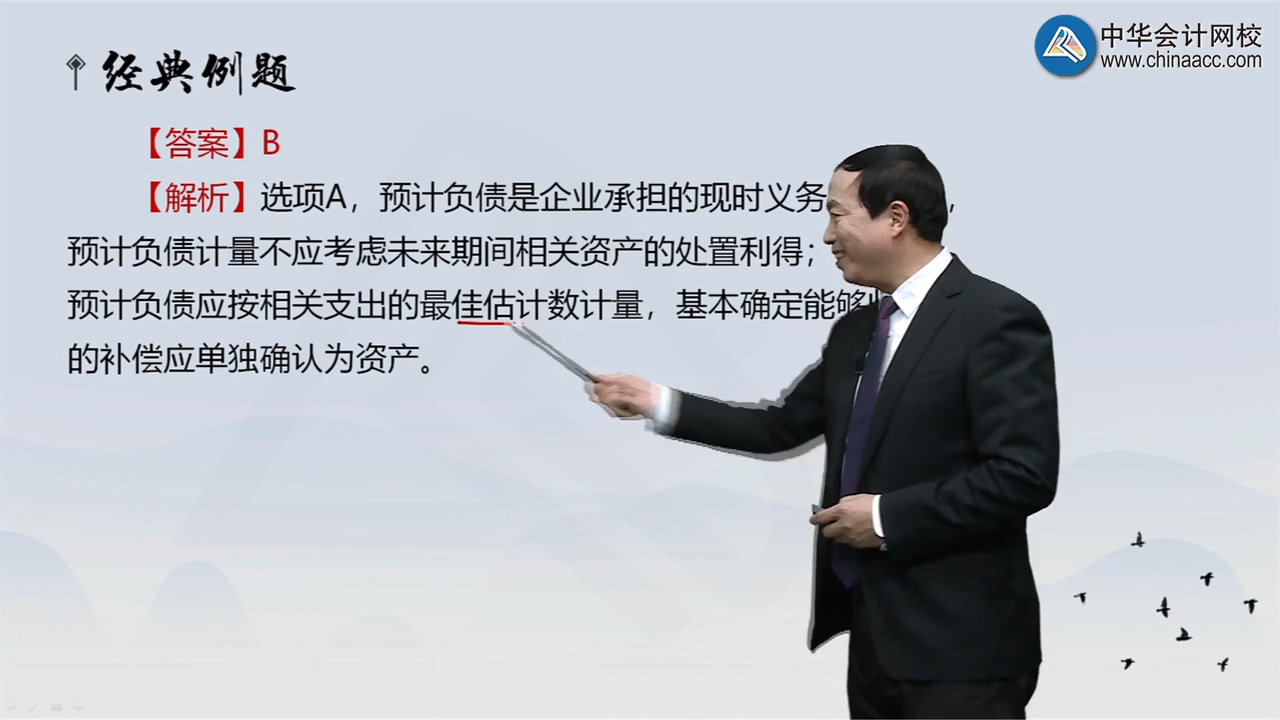 中华会计网校
www.chinaacc.com
经典例题
【答案】B
【解析】选项A，预计负债是企业承担的现时义务，
预计负债计量不应考虑未来期间相关资产的处置利得；
预计负债应按相关支出的最佳估计数计量，基本确定能够
的补偿应单独确认为资产。